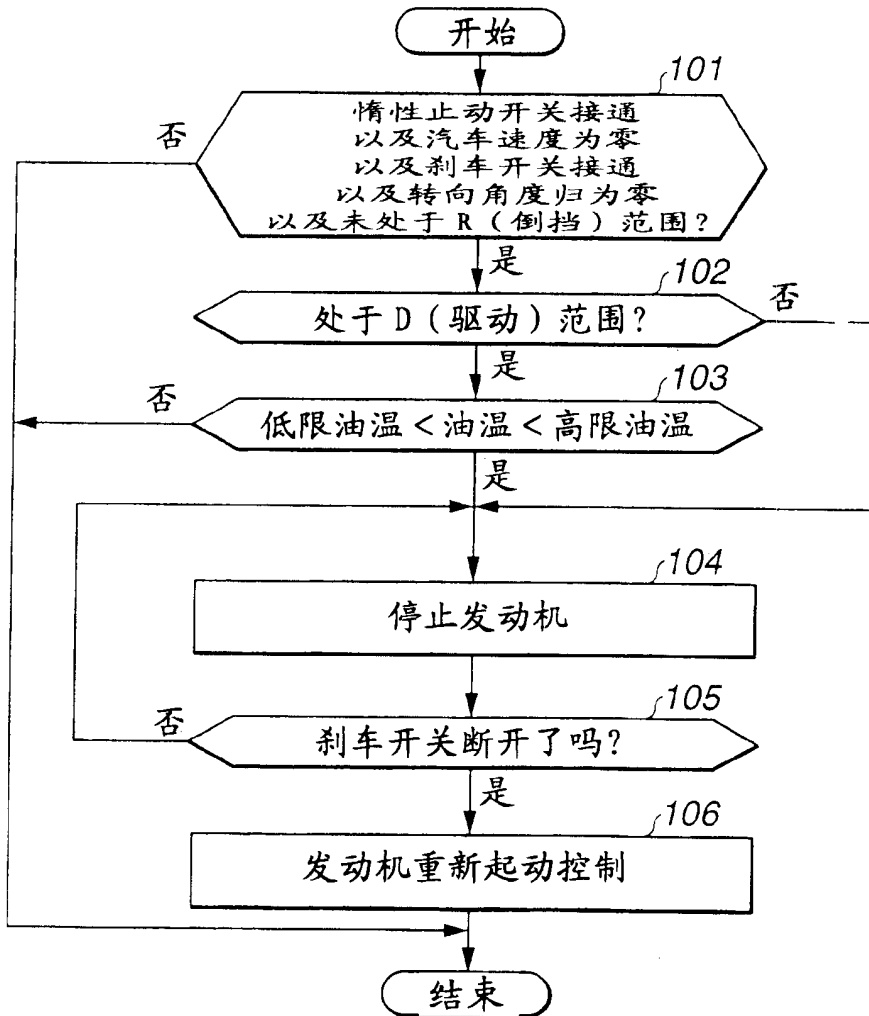 开始
101
惰性止动开关接通
以及汽车速度为零
以及刹车开关接通
以及转向角度归为零
以及未处于 R（倒挡）范围？
否
是
102
处于 D（驱动）范围？
否
是
103
低限油温 < 油温 < 高限油温
否
是
104
停止发动机
105
刹车开关断开了吗？
否
是
106
发动机重新起动控制
结束